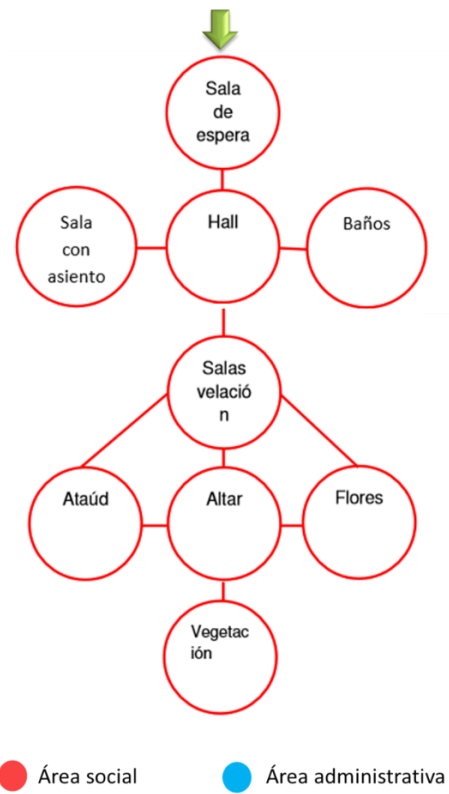 Sala
de
espera
Sala
con
asiento
Hall
Baños
Salas
velació
n
Ataúd
Altar
Flores
Vegetac
ión
Área social
Área administrativa